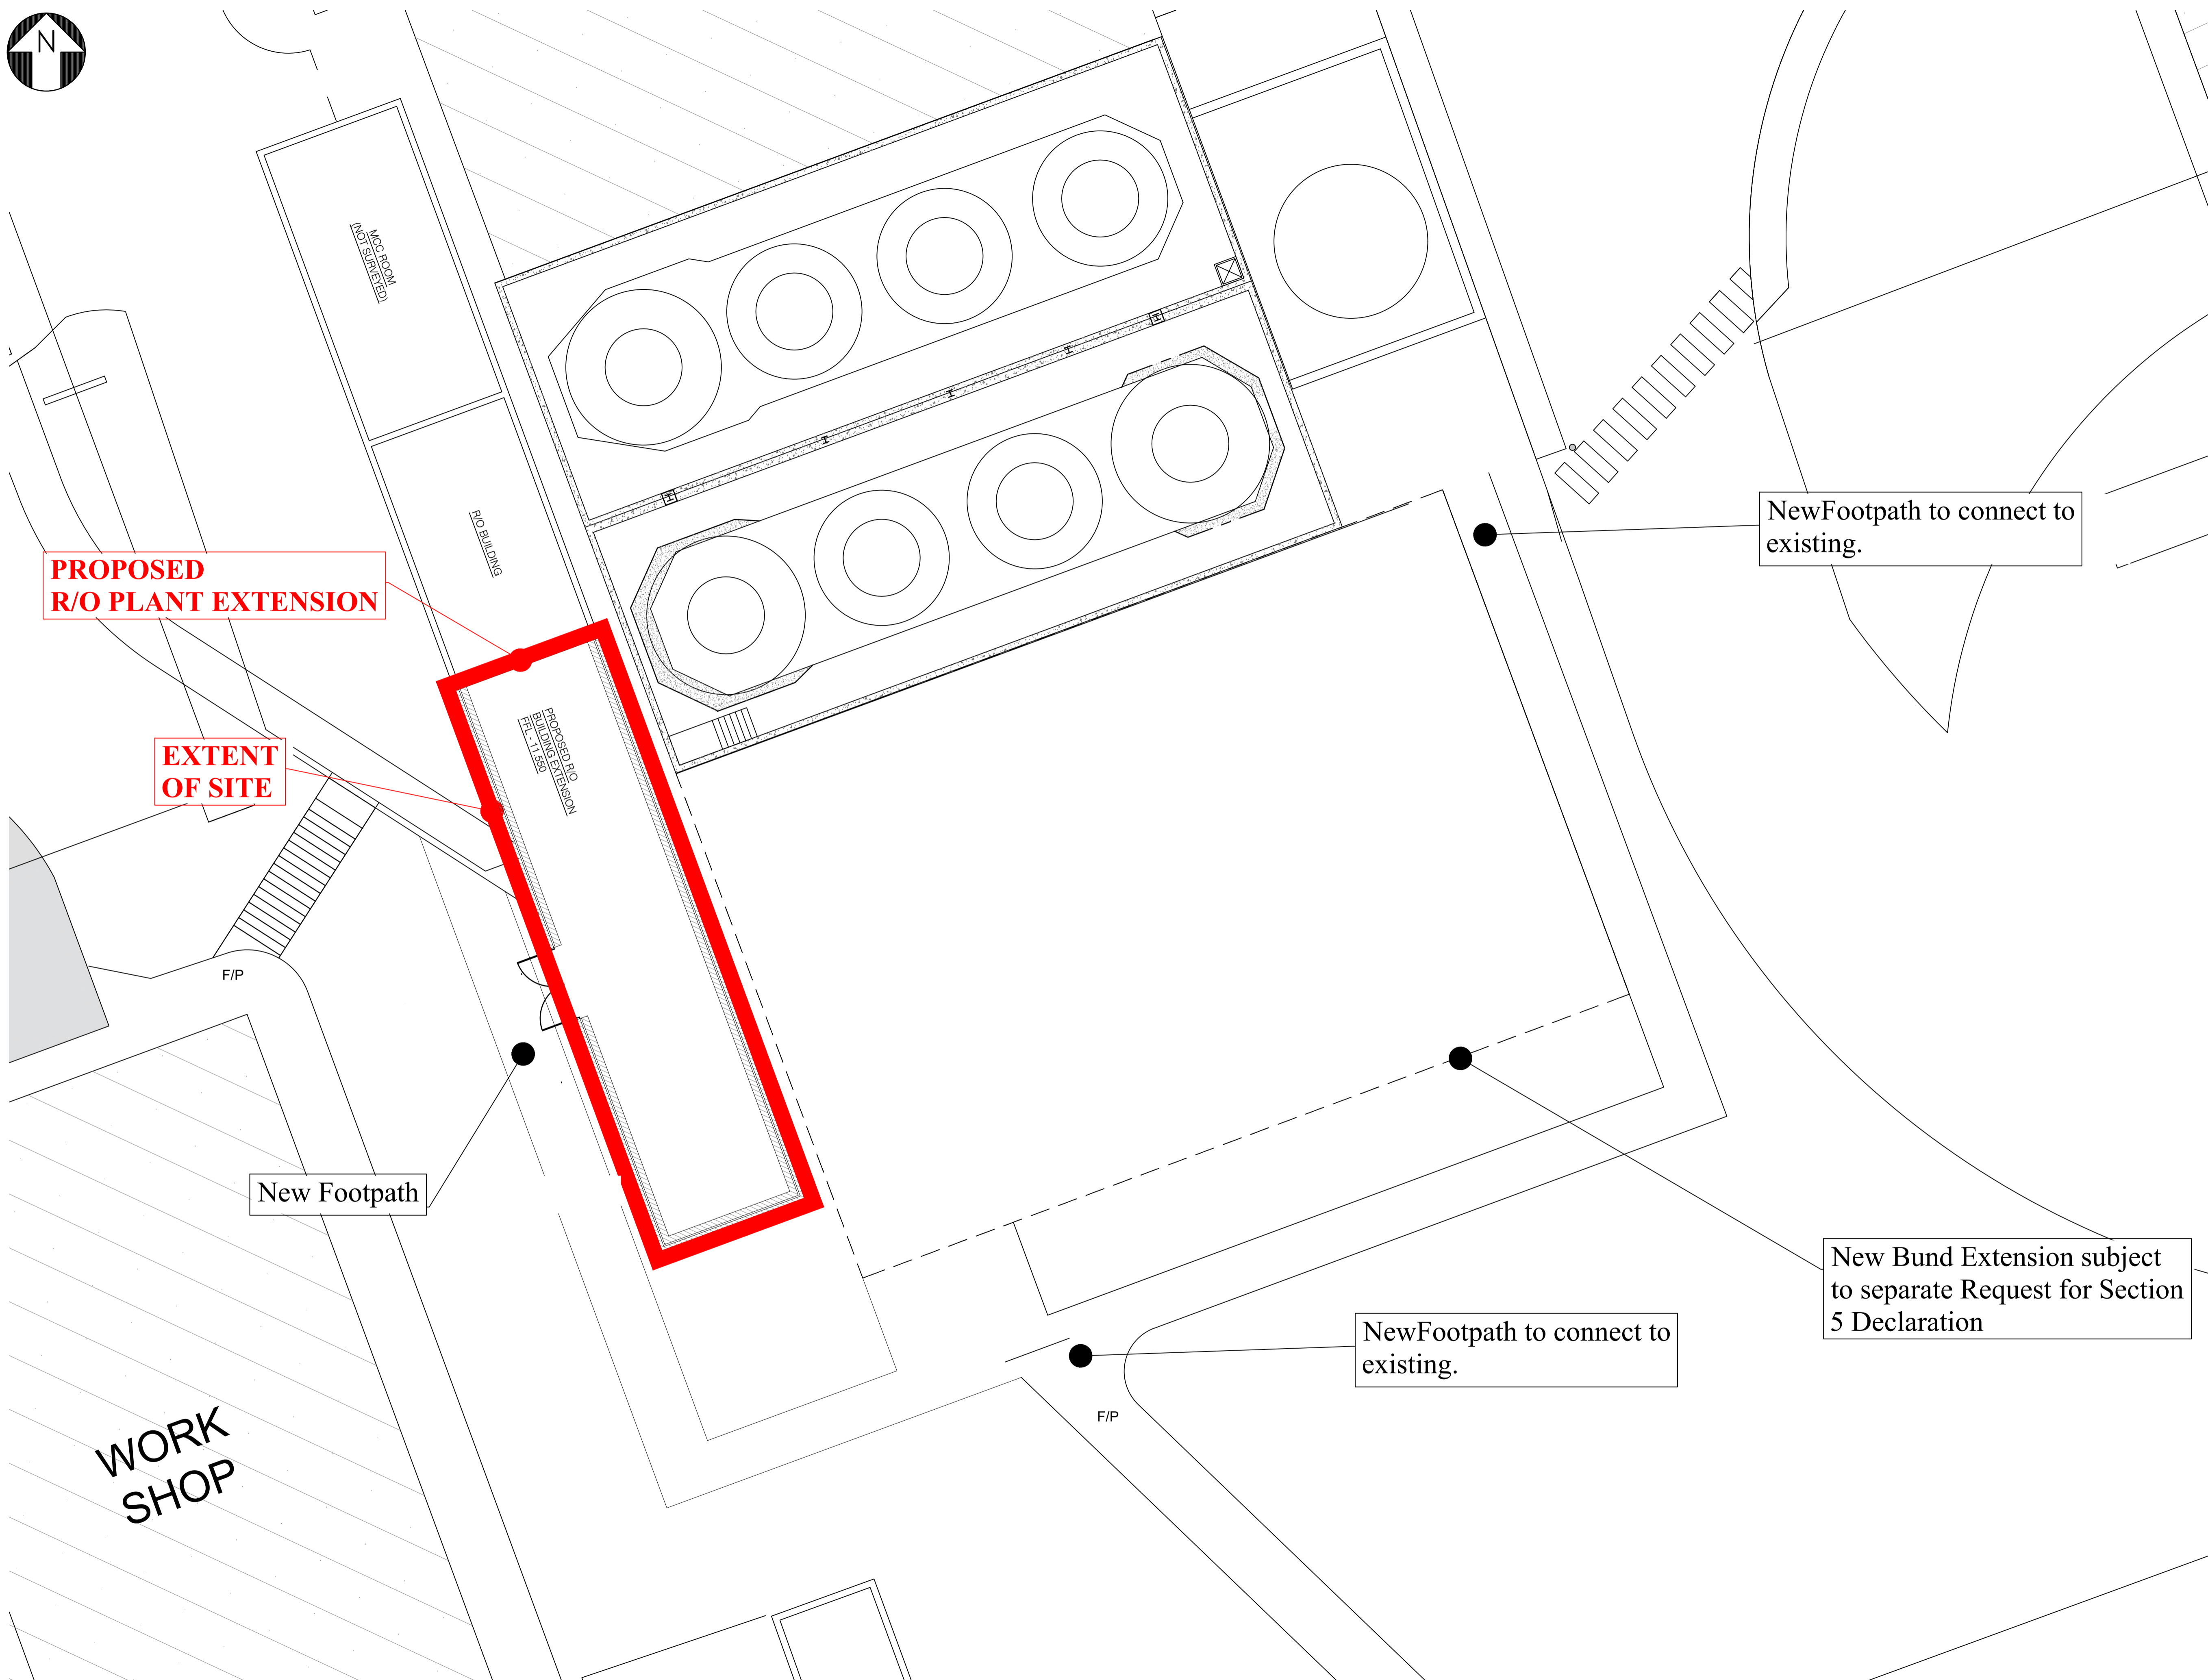 N
MCC ROOM
(NOT SURVEYED)
R/O BUILDING
NewFootpath to connect to
existing.
PROPOSED
R/O PLANT EXTENSION
PROPOSED R/O
BUILDING EXTENSION
FFL - 11.550
EXTENT
OF SITE
F/P
New Footpath
New Bund Extension subject
to separate Request for Section
5 Declaration
NewFootpath to connect to
existing.
F/P
WORK
SHOP